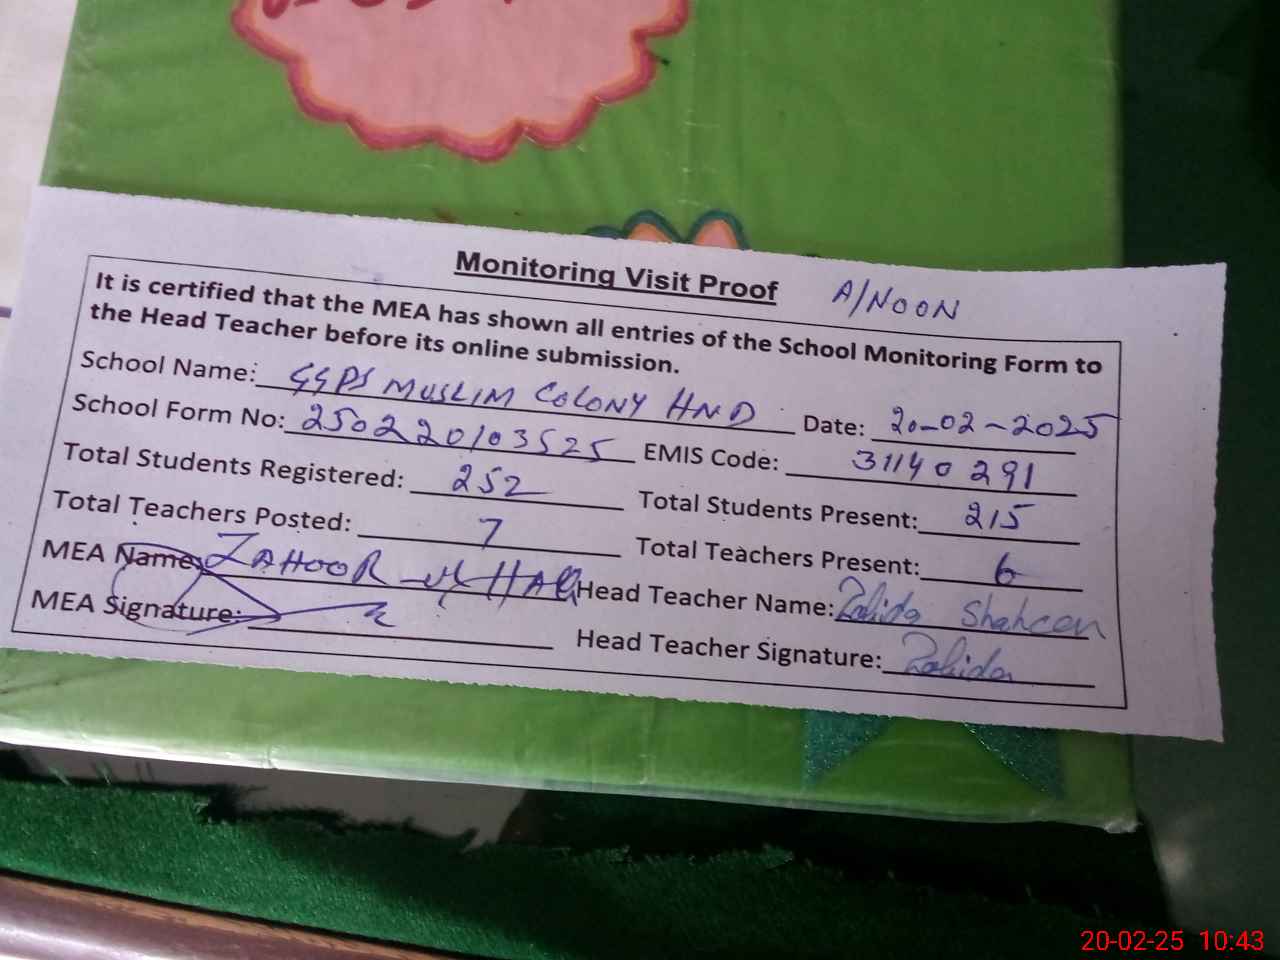 Monitoring Visit Proof A/NOON
It is certified that the MEA has shown all entries of the School Monitoring Form to
the Head Teacher before its online submission.
School Name: GGPS MUSLIM COLONY HND Date: 20-02-2025
School Form No: 250220103525 EMIS Code: 31140291
Total Students Registered: 252 Total Students Present: 215
Total Teachers Posted: 7 Total Teachers Present: 6
MEA Name: ZAHOOR ul HAQ Head Teacher Name: Zahida Shaheen
MEA Signature: Head Teacher Signature: Zahida
20-02-25 10:43